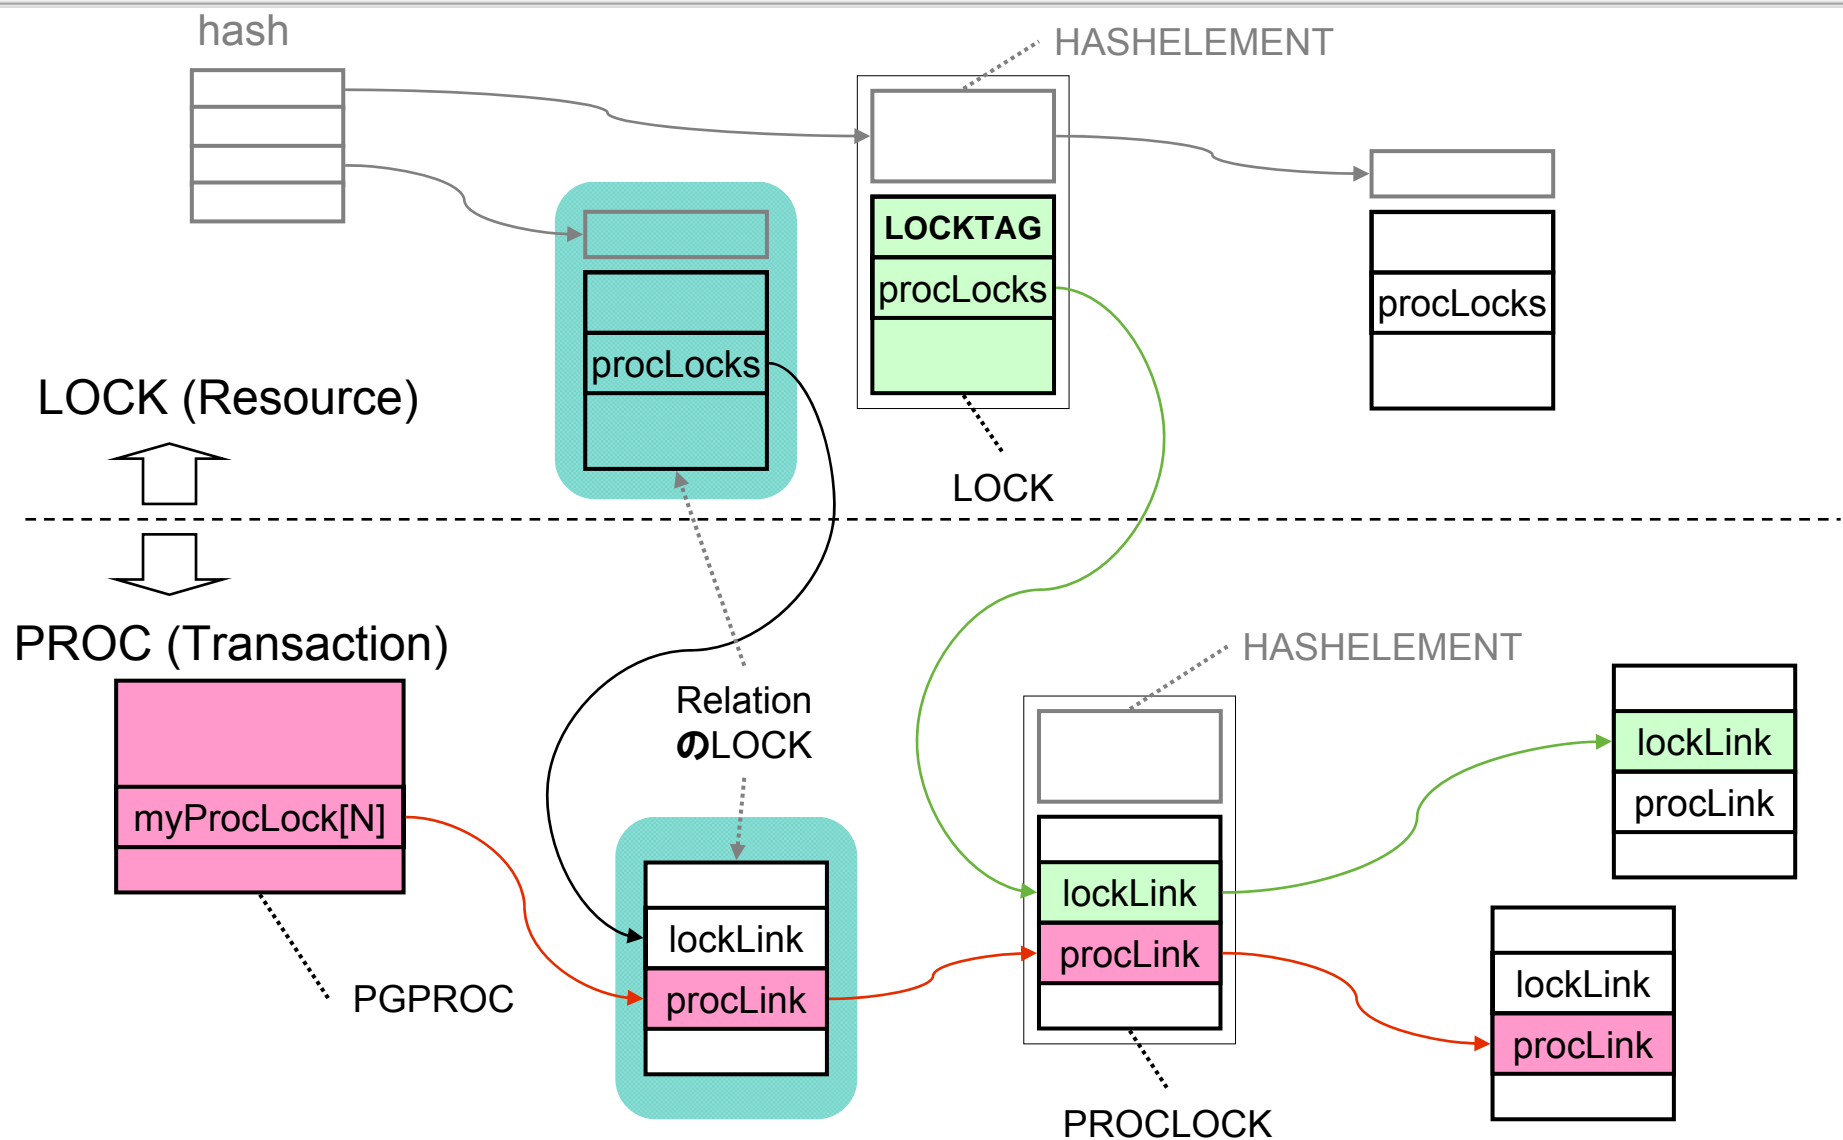 hash
HASHELEMENT
LOCKTAG
procLocks
procLocks
procLocks
LOCK (Resource)
LOCK
PROC (Transaction)
HASHELEMENT
Relation
のLOCK
lockLink
procLink
myProcLock[N]
lockLink
procLink
lockLink
procLink
lockLink
procLink
PGPROC
PROCLOCK